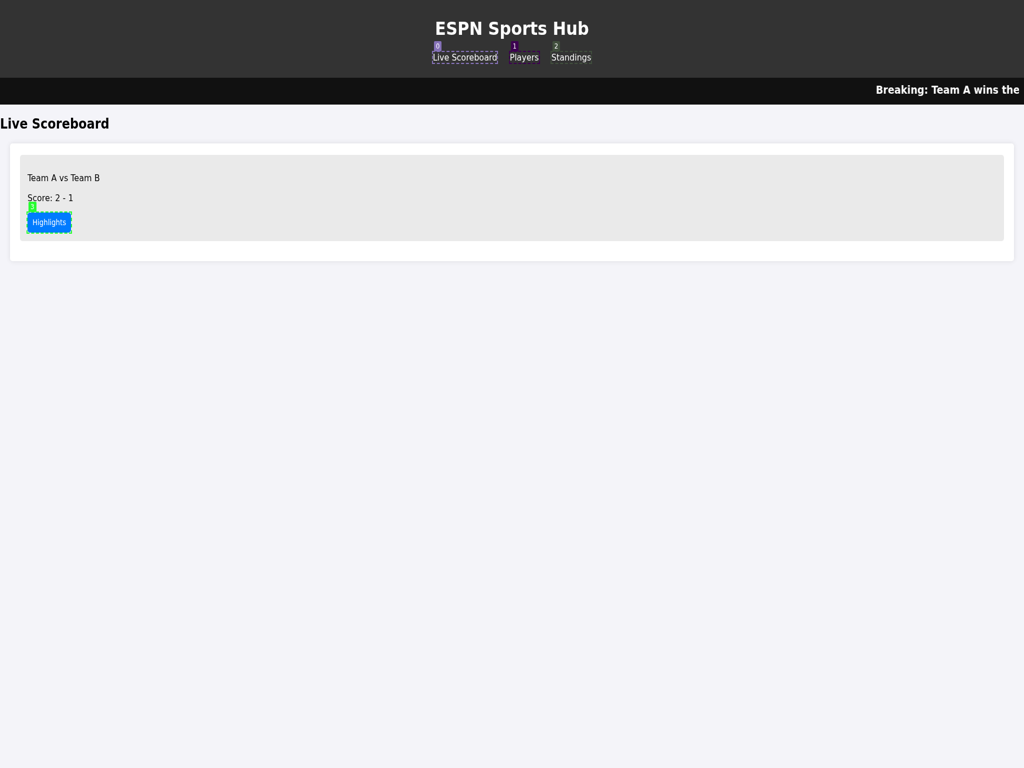 ESPN Sports Hub
0 1 2
Live Scoreboard Players Standings
Breaking: Team A wins the
Live Scoreboard
Team A vs Team B
Score: 2 - 1
3
Highlights